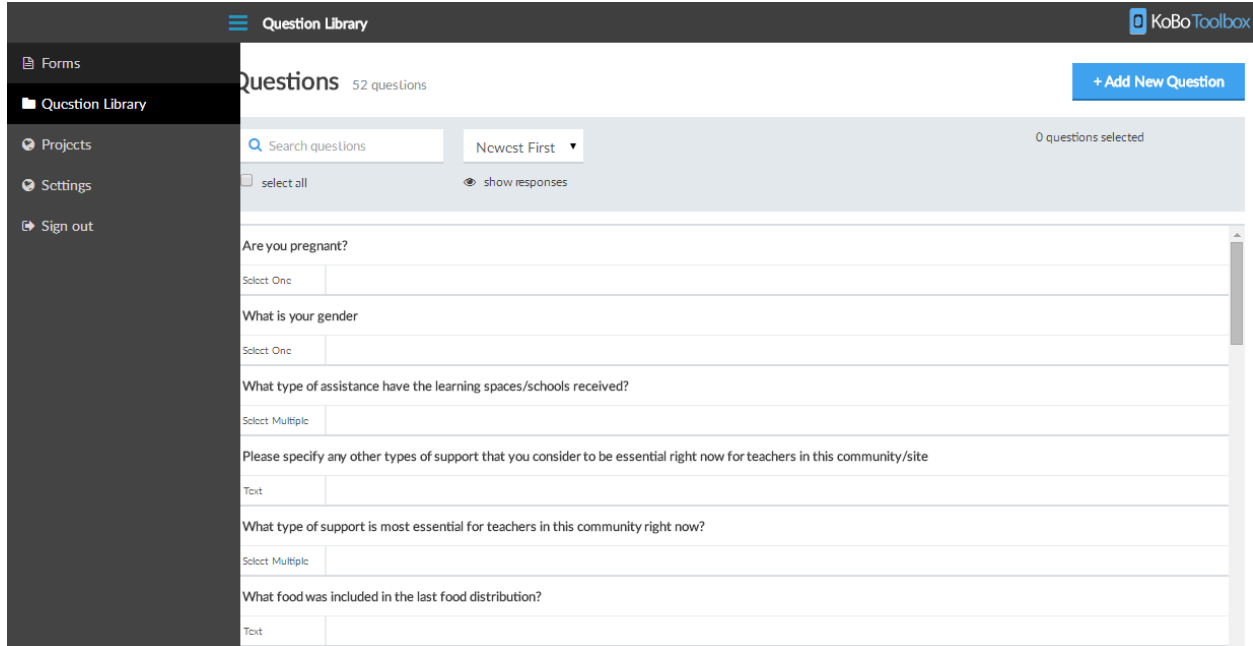 Question Library
KoBoToolbox
Forms
Question Library
Projects
Settings
Sign out
Questions 52 questions
+ Add New Question
Search questions
Newest First
0 questions selected
select all
show responses
Are you pregnant?
Select One
What is your gender
Select One
What type of assistance have the learning spaces/schools received?
Select Multiple
Please specify any other types of support that you consider to be essential right now for teachers in this community/site
Text
What type of support is most essential for teachers in this community right now?
Select Multiple
What food was included in the last food distribution?
Text